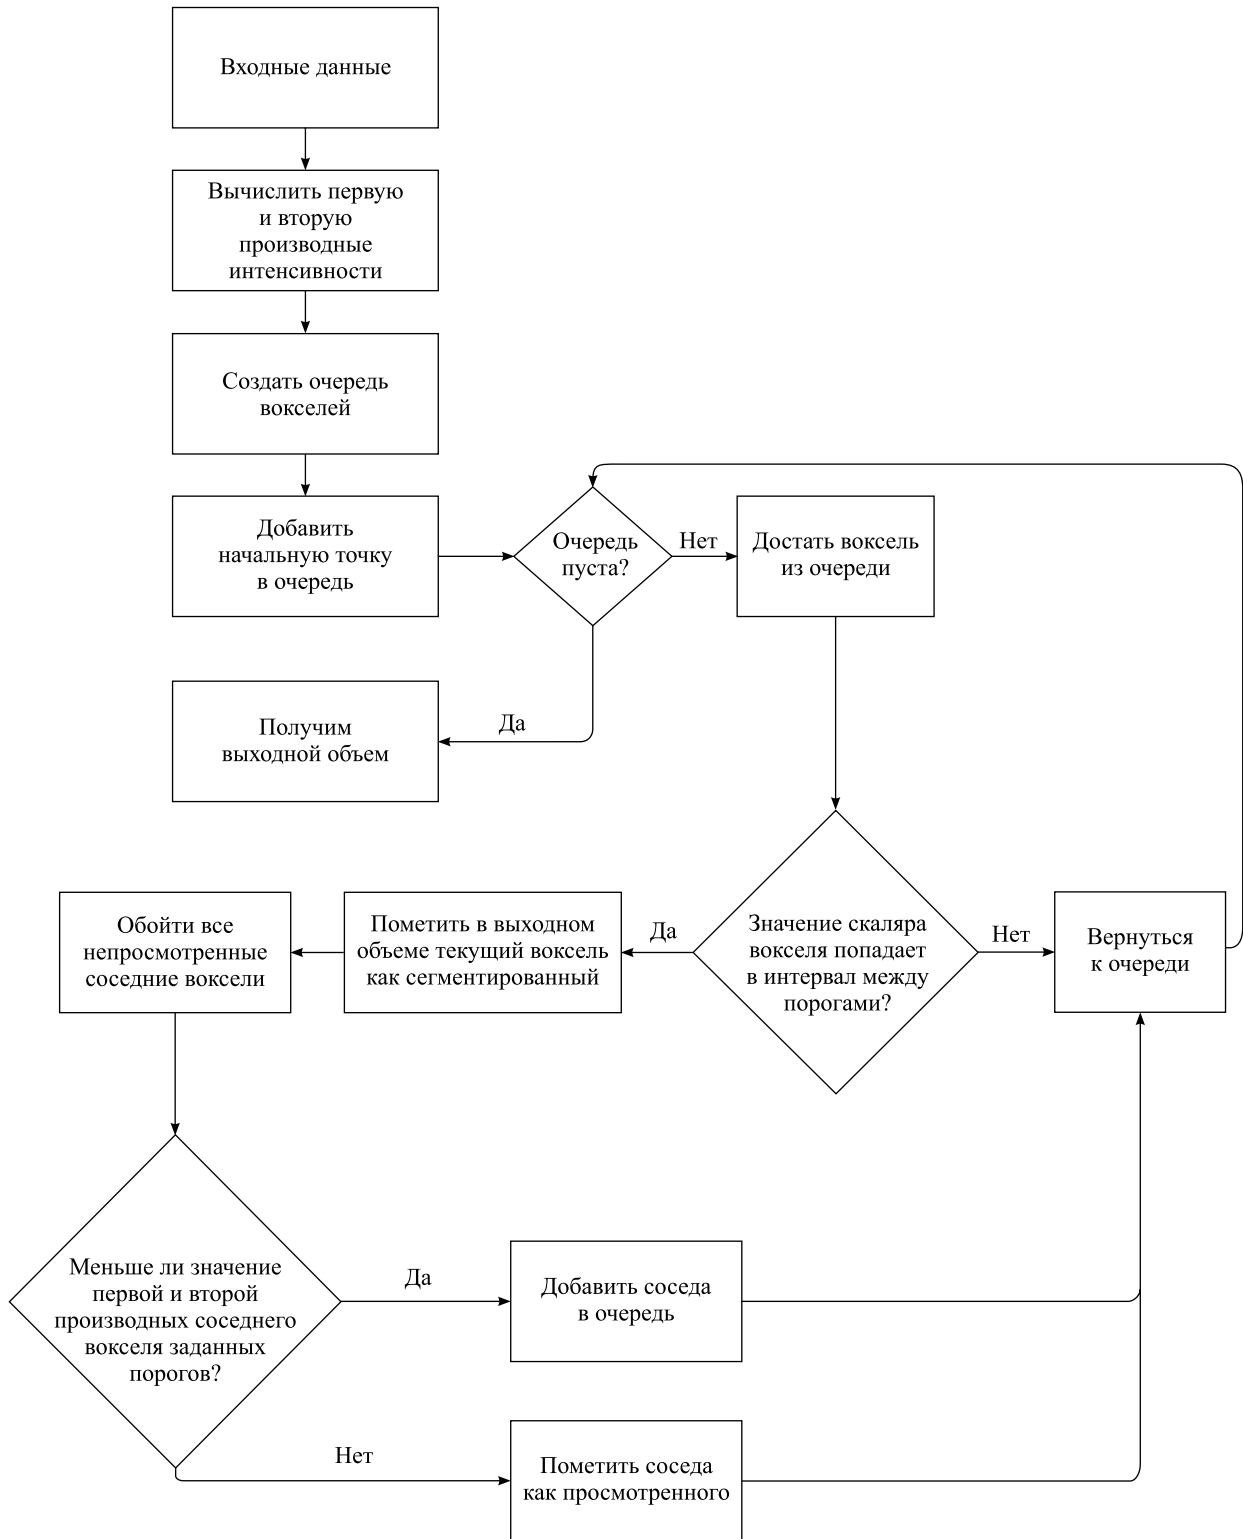 Входные данные
Вычислить первую
и вторую
производные
интенсивности
Создать очередь
вокселей
Добавить
начальную точку
в очередь
Очередь
пуста?
Нет
Достать воксель
из очереди
Да
Получим
выходной объем
Значение скаляра
вокселя попадает
в интервал между
порогами?
Нет
Вернуться
к очереди
Да
Пометить в выходном
объеме текущий воксель
как сегментированный
Обойти все
непросмотренные
соседние воксели
Меньше ли значение
первой и второй
производных соседнего
вокселя заданных
порогов?
Да
Добавить соседа
в очередь
Нет
Пометить соседа
как просмотренного